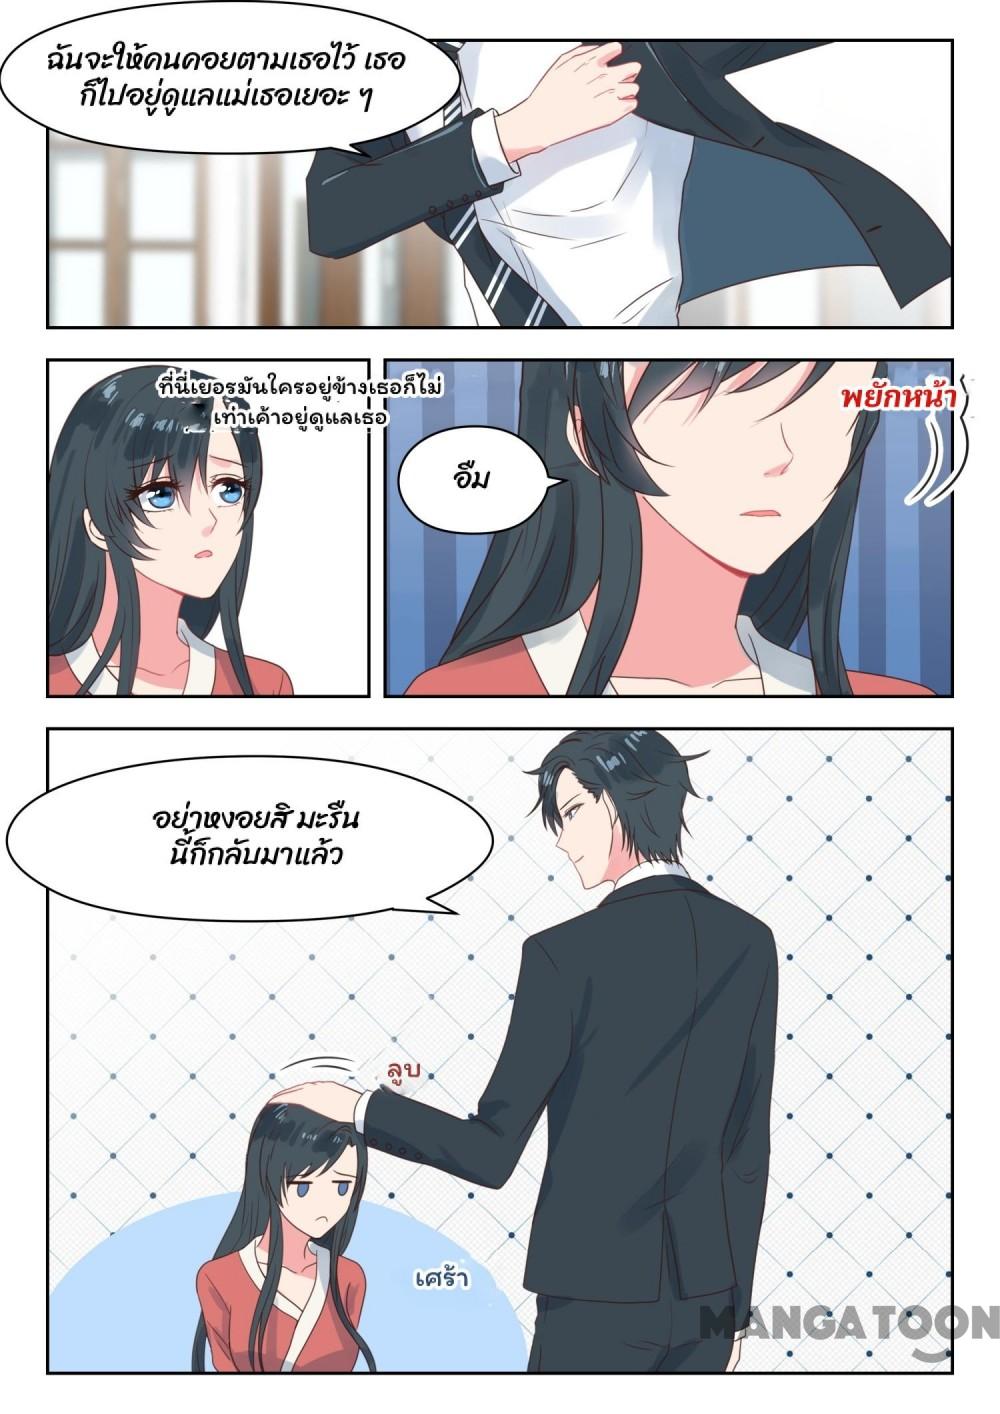 ฉันจะให้คนคอยตามเธอไว้ เธอ
ก็ไปอยู่ดูแลแม่เธอเยอะ ๆ
ที่นี่เยอรมันใครอยู่ข้างเธอก็ไม่
เท่าเค้าอยู่ดูแลเธอ
พยักหน้า
อืม
อย่าหงอยสิ มะรืน
นี้ก็กลับมาแล้ว
ลูบ
เศร้า
MANGATOON